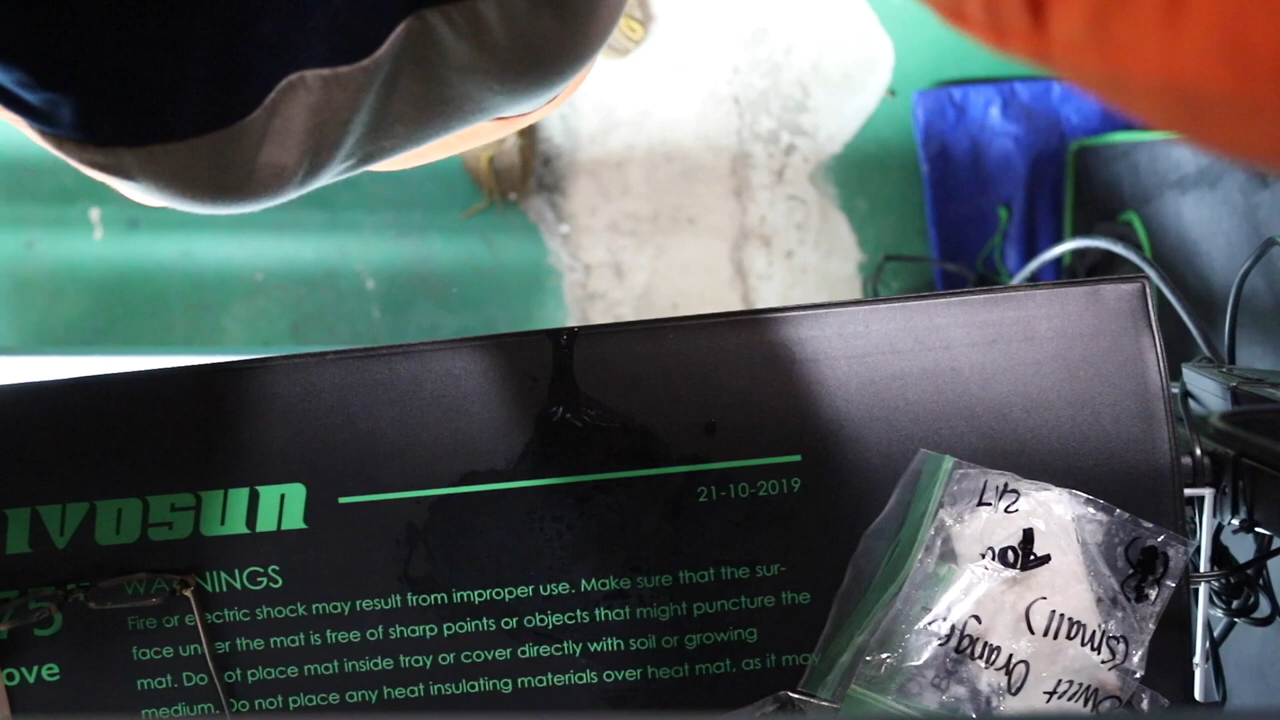 IVOSUN
21-10-2019
75"
ove
WARNINGS
Fire or electric shock may result from improper use. Make sure that the sur-
face under the mat is free of sharp points or objects that might puncture the
mat. Do not place mat inside tray or cover directly with soil or growing
medium. Do not place any heat insulating materials over heat mat, as it may
Sweet Orange
(small)